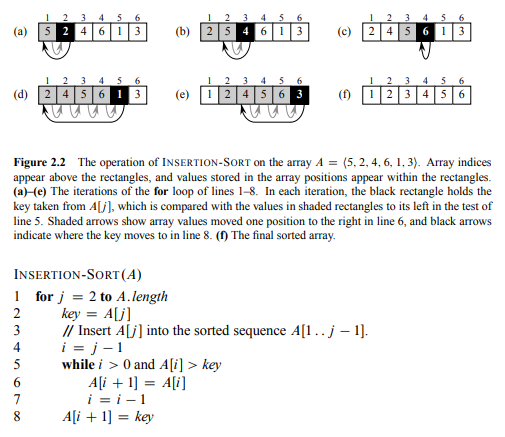 1 2 3 4 5 6
(a) 5 2 4 6 1 3
1 2 3 4 5 6
(b) 2 5 4 6 1 3
1 2 3 4 5 6
(c) 2 4 5 6 1 3
1 2 3 4 5 6
(d) 2 4 5 6 1 3
1 2 3 4 5 6
(e) 1 2 4 5 6 3
1 2 3 4 5 6
(f) 1 2 3 4 5 6
Figure 2.2 The operation of INSERTION-SORT on the array A = ⟨5, 2, 4, 6, 1, 3⟩. Array indices
appear above the rectangles, and values stored in the array positions appear within the rectangles.
(a)–(e) The iterations of the for loop of lines 1–8. In each iteration, the black rectangle holds the
key taken from A[j], which is compared with the values in shaded rectangles to its left in the test of
line 5. Shaded arrows show array values moved one position to the right in line 6, and black arrows
indicate where the key moves to in line 8. (f) The final sorted array.
INSERTION-SORT(A)
1 for j = 2 to A.length
2 key = A[j]
3 // Insert A[j] into the sorted sequence A[1 . . j − 1].
4 i = j − 1
5 while i > 0 and A[i] > key
6 A[i + 1] = A[i]
7 i = i − 1
8 A[i + 1] = key